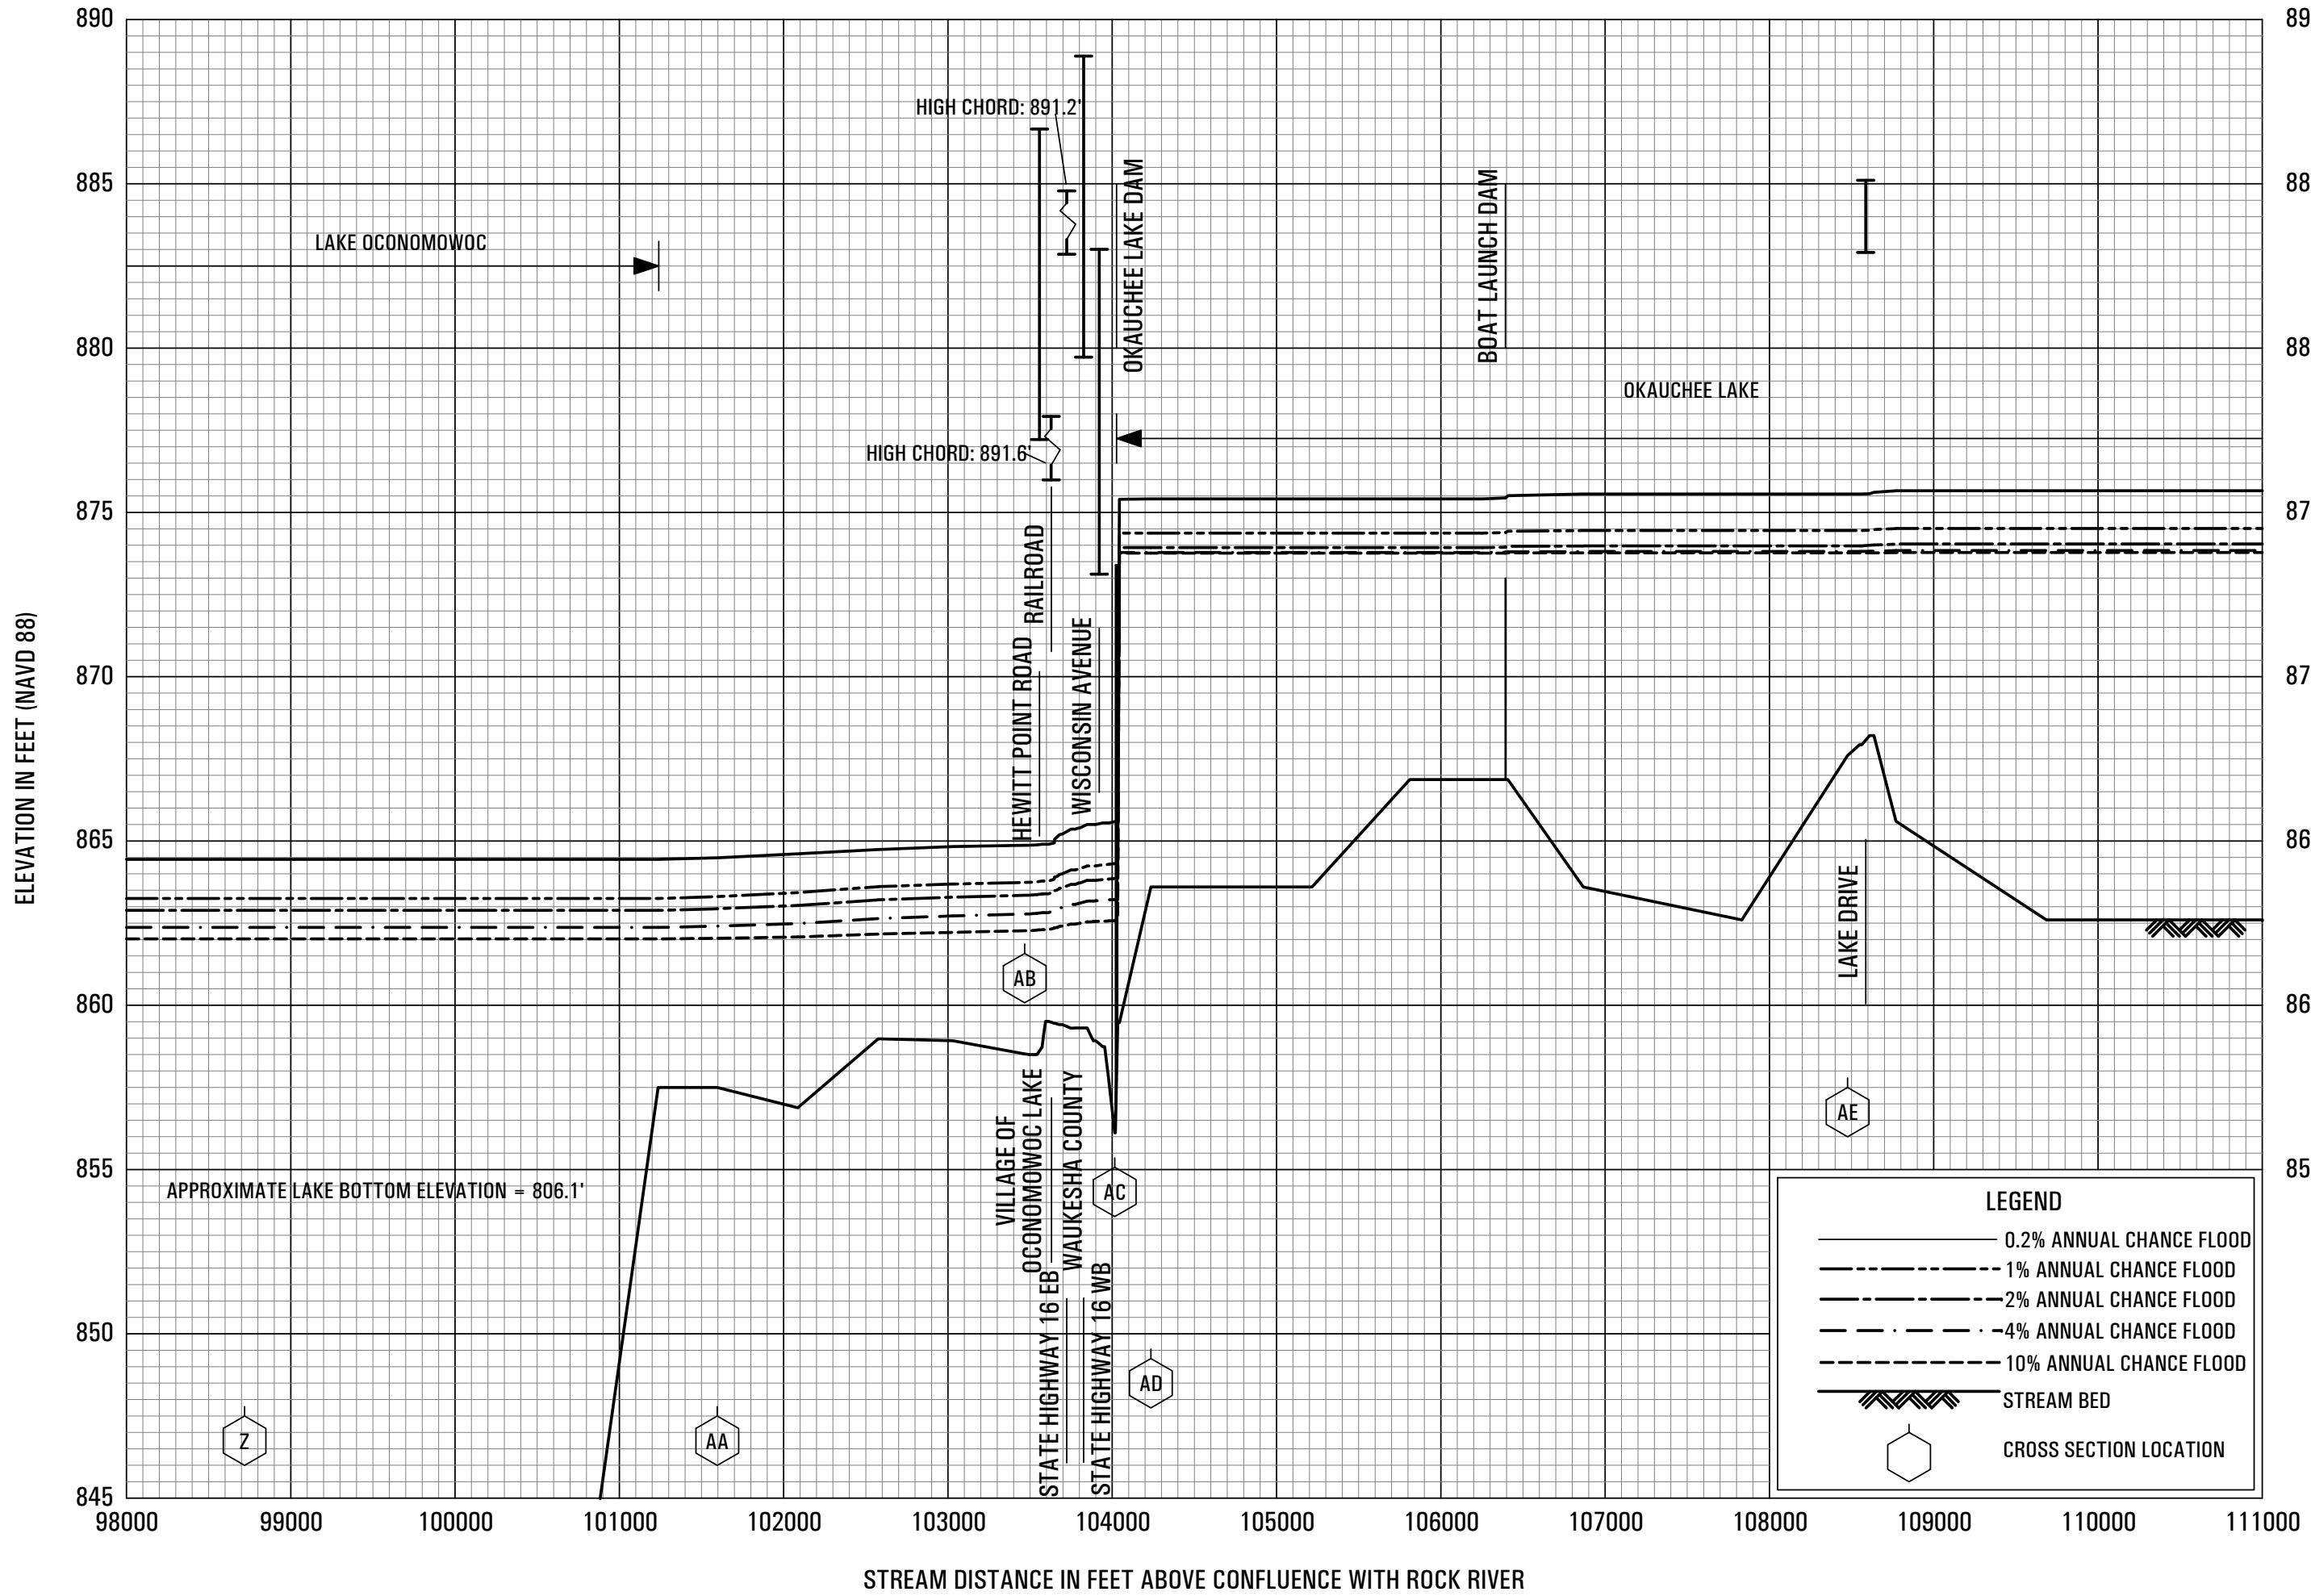 890
885
880
875
870
865
860
855
850
845
ELEVATION IN FEET (NAVD 88)
89
88
88
87
87
86
86
85
HIGH CHORD: 891.2'
LAKE OCONOMOWOC
OKAUCHEE LAKE DAM
BOAT LAUNCH DAM
OKAUCHEE LAKE
HIGH CHORD: 891.6'
RAILROAD
HEWITT POINT ROAD
WISCONSIN AVENUE
LAKE DRIVE
AB
AE
VILLAGE OF
OCONOMOWOC LAKE
WAUKESHA COUNTY
APPROXIMATE LAKE BOTTOM ELEVATION = 806.1'
AC
STATE HIGHWAY 16 EB
STATE HIGHWAY 16 WB
AD
Z
AA
LEGEND
0.2% ANNUAL CHANCE FLOOD
1% ANNUAL CHANCE FLOOD
2% ANNUAL CHANCE FLOOD
4% ANNUAL CHANCE FLOOD
10% ANNUAL CHANCE FLOOD
STREAM BED
CROSS SECTION LOCATION
98000 99000 100000 101000 102000 103000 104000 105000 106000 107000 108000 109000 110000 111000
STREAM DISTANCE IN FEET ABOVE CONFLUENCE WITH ROCK RIVER